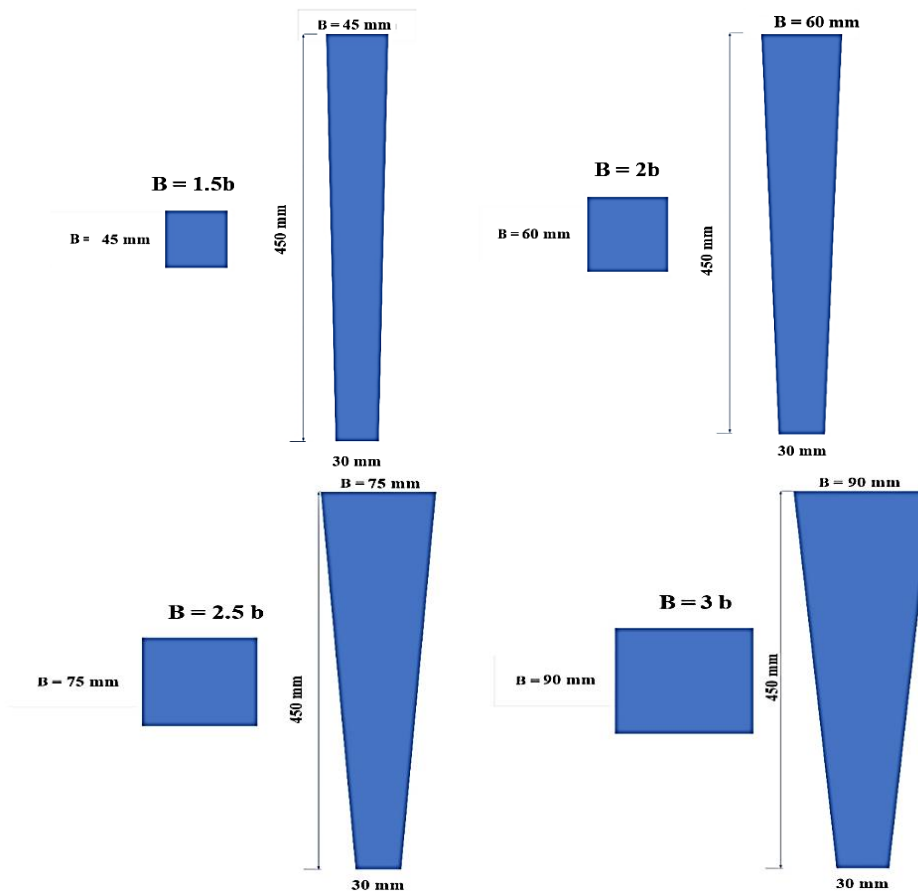 B = 45 mm
B = 1.5b
B = 45 mm
450 mm
30 mm
B = 60 mm
B = 2b
B = 60 mm
450 mm
30 mm
B = 75 mm
B = 2.5 b
B = 75 mm
450 mm
30 mm
B = 90 mm
B = 3 b
B = 90 mm
450 mm
30 mm